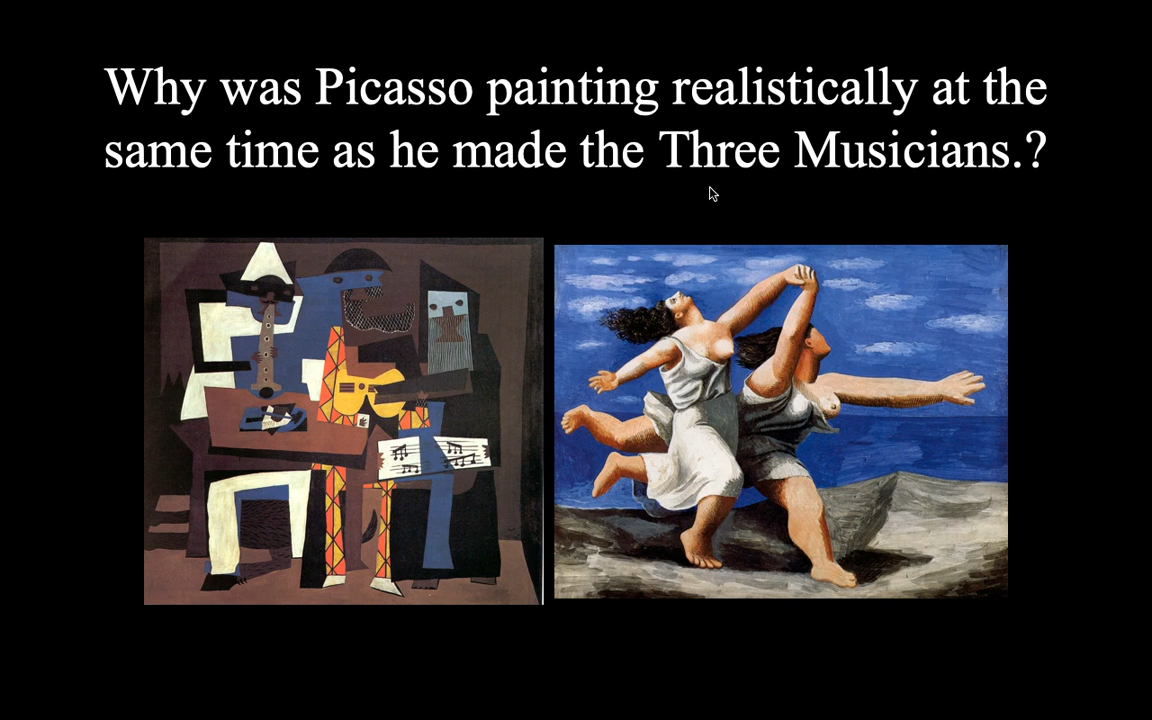 Why was Picasso painting realistically at the
same time as he made the Three Musicians.?